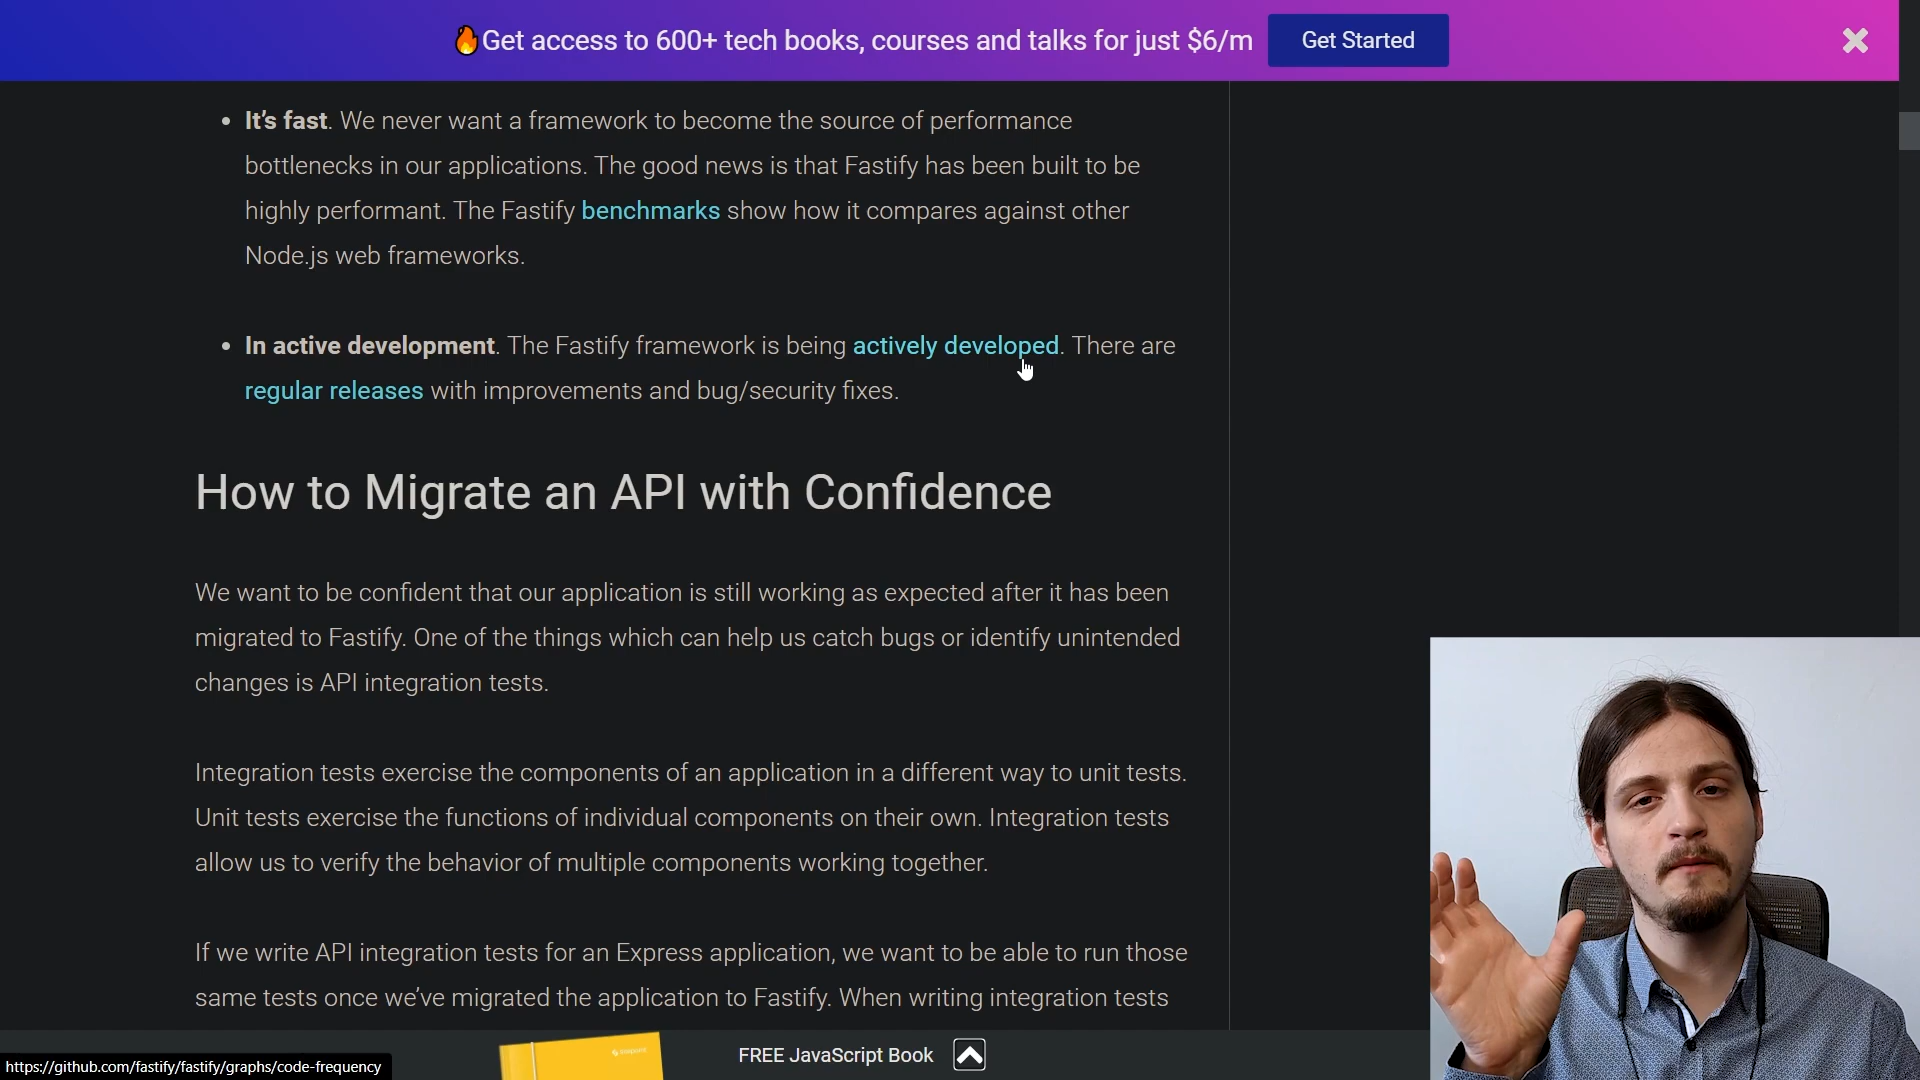 🔥Get access to 600+ tech books, courses and talks for just $6/m
Get Started
• It's fast. We never want a framework to become the source of performance
bottlenecks in our applications. The good news is that Fastify has been built to be
highly performant. The Fastify benchmarks show how it compares against other
Node.js web frameworks.
• In active development. The Fastify framework is being actively developed. There are
regular releases with improvements and bug/security fixes.
How to Migrate an API with Confidence
We want to be confident that our application is still working as expected after it has been
migrated to Fastify. One of the things which can help us catch bugs or identify unintended
changes is API integration tests.
Integration tests exercise the components of an application in a different way to unit tests.
Unit tests exercise the functions of individual components on their own. Integration tests
allow us to verify the behavior of multiple components working together.
If we write API integration tests for an Express application, we want to be able to run those
same tests once we've migrated the application to Fastify. When writing integration tests
FREE JavaScript Book
https://github.com/fastify/fastify/graphs/code-frequency